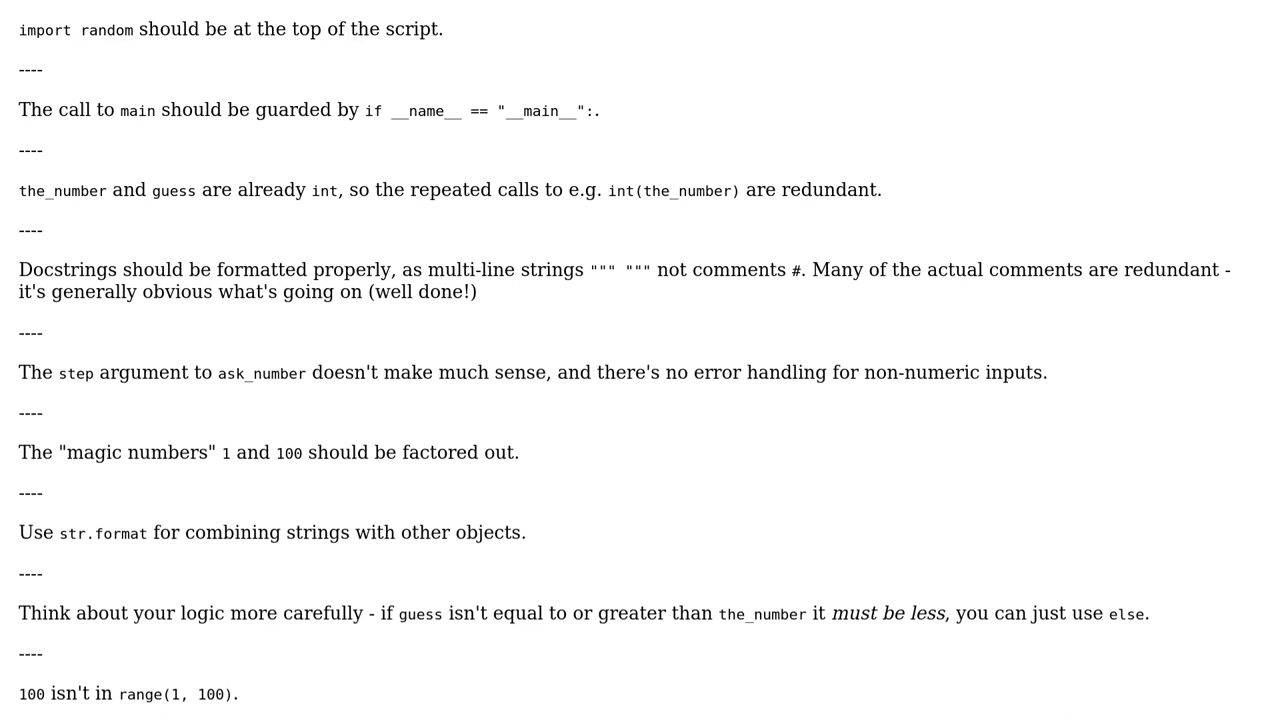 import random should be at the top of the script.
----
The call to main should be guarded by if __name__ == "__main__":.
----
the_number and guess are already int, so the repeated calls to e.g. int(the_number) are redundant.
----
Docstrings should be formatted properly, as multi-line strings """ """ not comments #. Many of the actual comments are redundant -
it's generally obvious what's going on (well done!)
----
The step argument to ask_number doesn't make much sense, and there's no error handling for non-numeric inputs.
----
The "magic numbers" 1 and 100 should be factored out.
----
Use str.format for combining strings with other objects.
----
Think about your logic more carefully - if guess isn't equal to or greater than the_number it must be less, you can just use else.
----
100 isn't in range(1, 100).